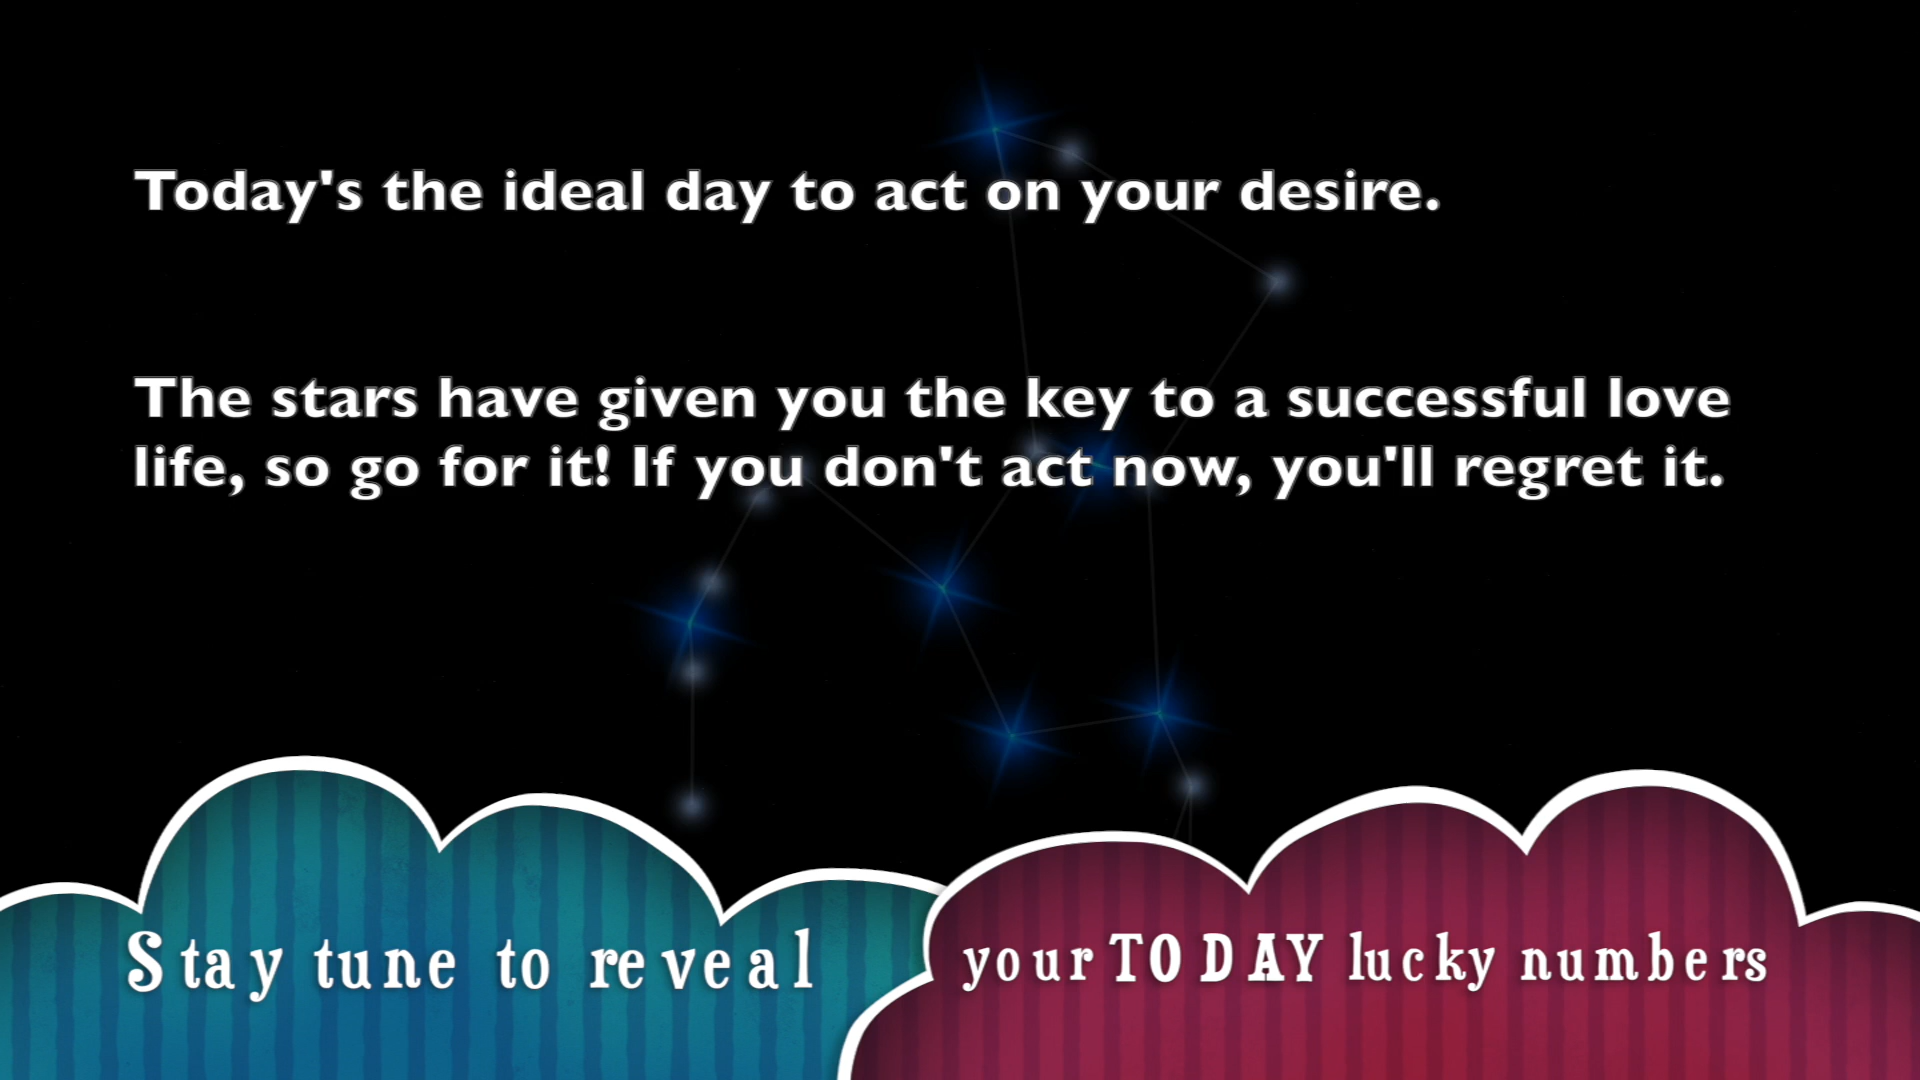 Today's the ideal day to act on your desire.
The stars have given you the key to a successful love
life, so go for it! If you don't act now, you'll regret it.
Stay tune to reveal
your TODAY lucky numbers